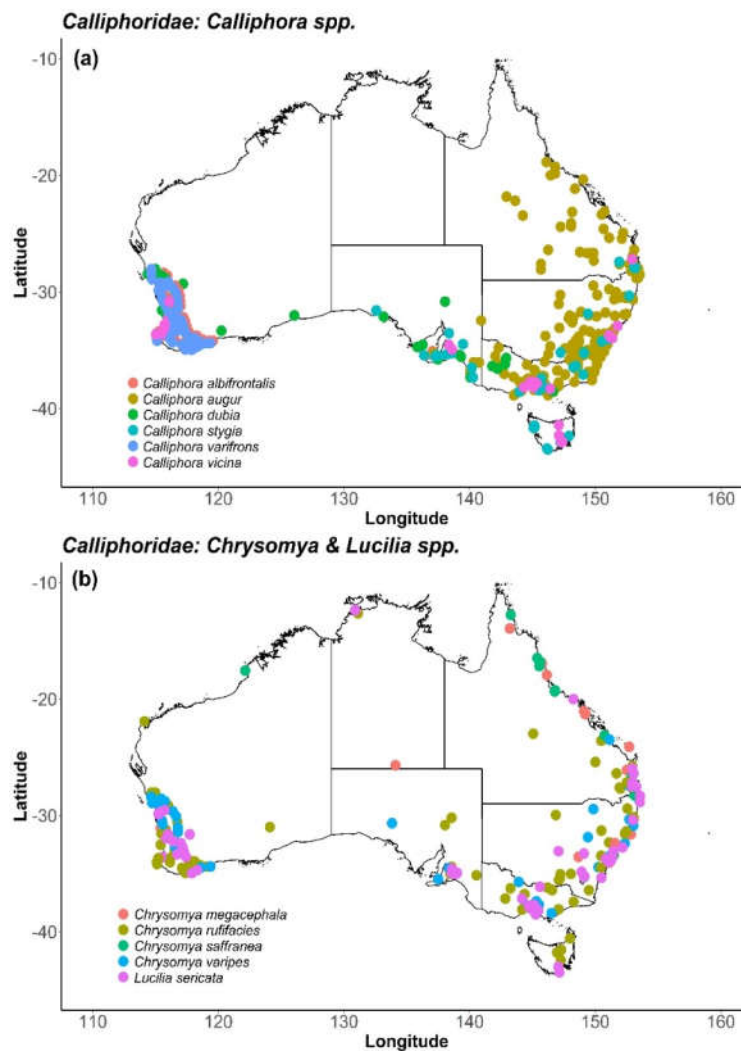 Calliphoridae: Calliphora spp.
(a)
-10
-20
-30
-40
Latitude
Calliphora albifrontalis
Calliphora augur
Calliphora dubia
Calliphora stygia
Calliphora varifrons
Calliphora vicina
110 120 130 140 150 160
Longitude
Calliphoridae: Chrysomya & Lucilia spp.
(b)
-10
-20
-30
-40
Latitude
Chrysomya megacephala
Chrysomya rufifacies
Chrysomya saffranea
Chrysomya varipes
Lucilia sericata
110 120 130 140 150 160
Longitude